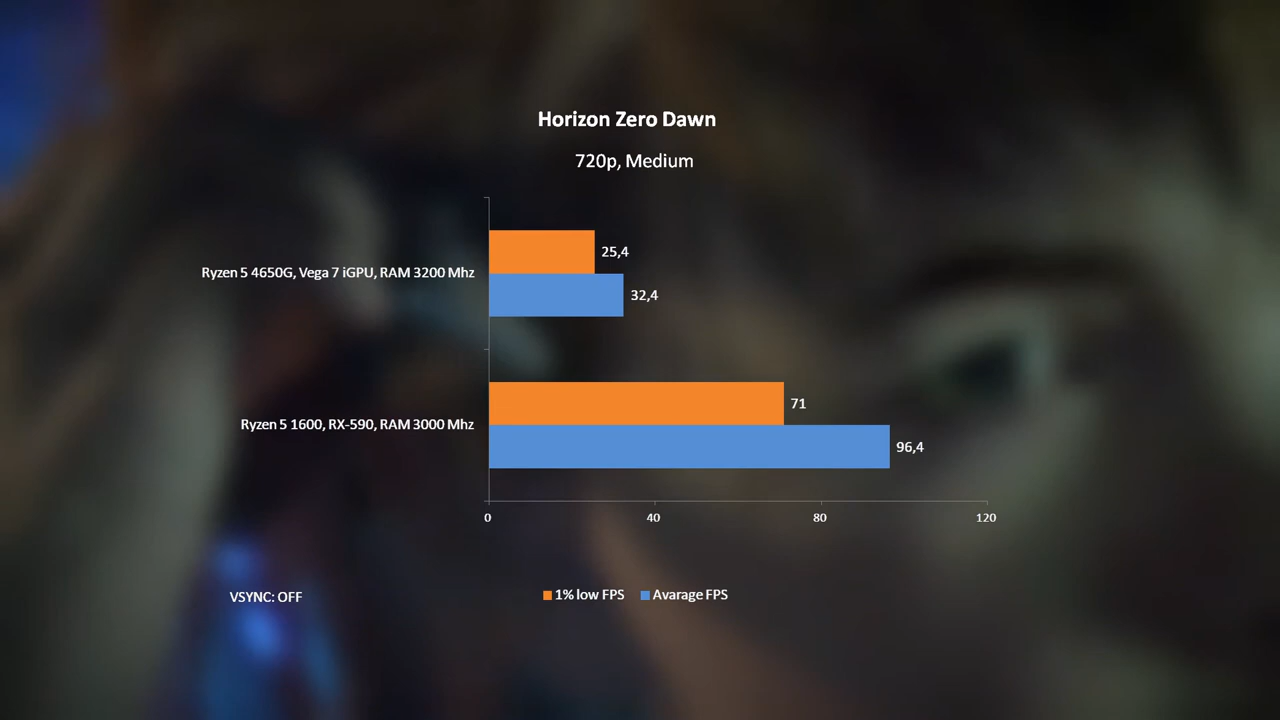 Horizon Zero Dawn
720p, Medium
25,4
Ryzen 5 4650G, Vega 7 iGPU, RAM 3200 Mhz
32,4
71
Ryzen 5 1600, RX-590, RAM 3000 Mhz
96,4
0 40 80 120
VSYNC: OFF
1% low FPS Avarage FPS